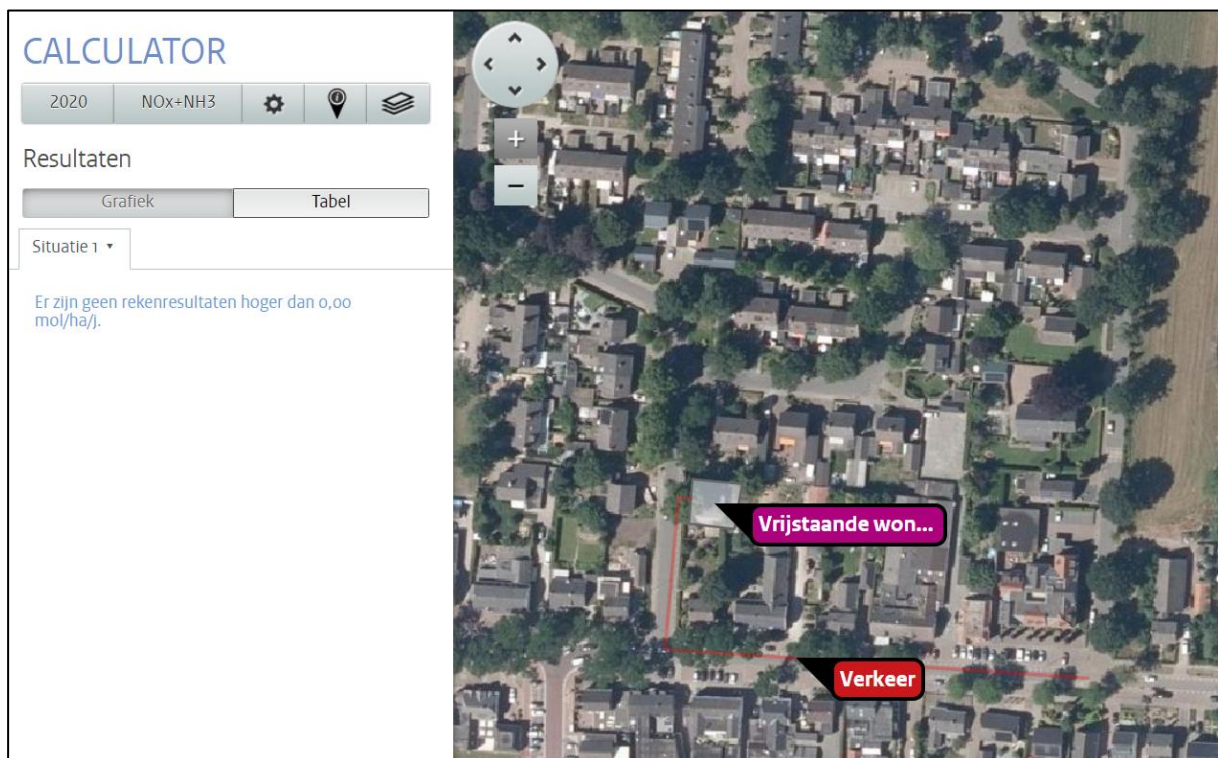 CALCULATOR
2020 NOx+NH3
Resultaten
Grafiek Tabel
Situatie 1
Er zijn geen rekenresultaten hoger dan 0,00
mol/ha/j.
Vrijstaande won...
Verkeer